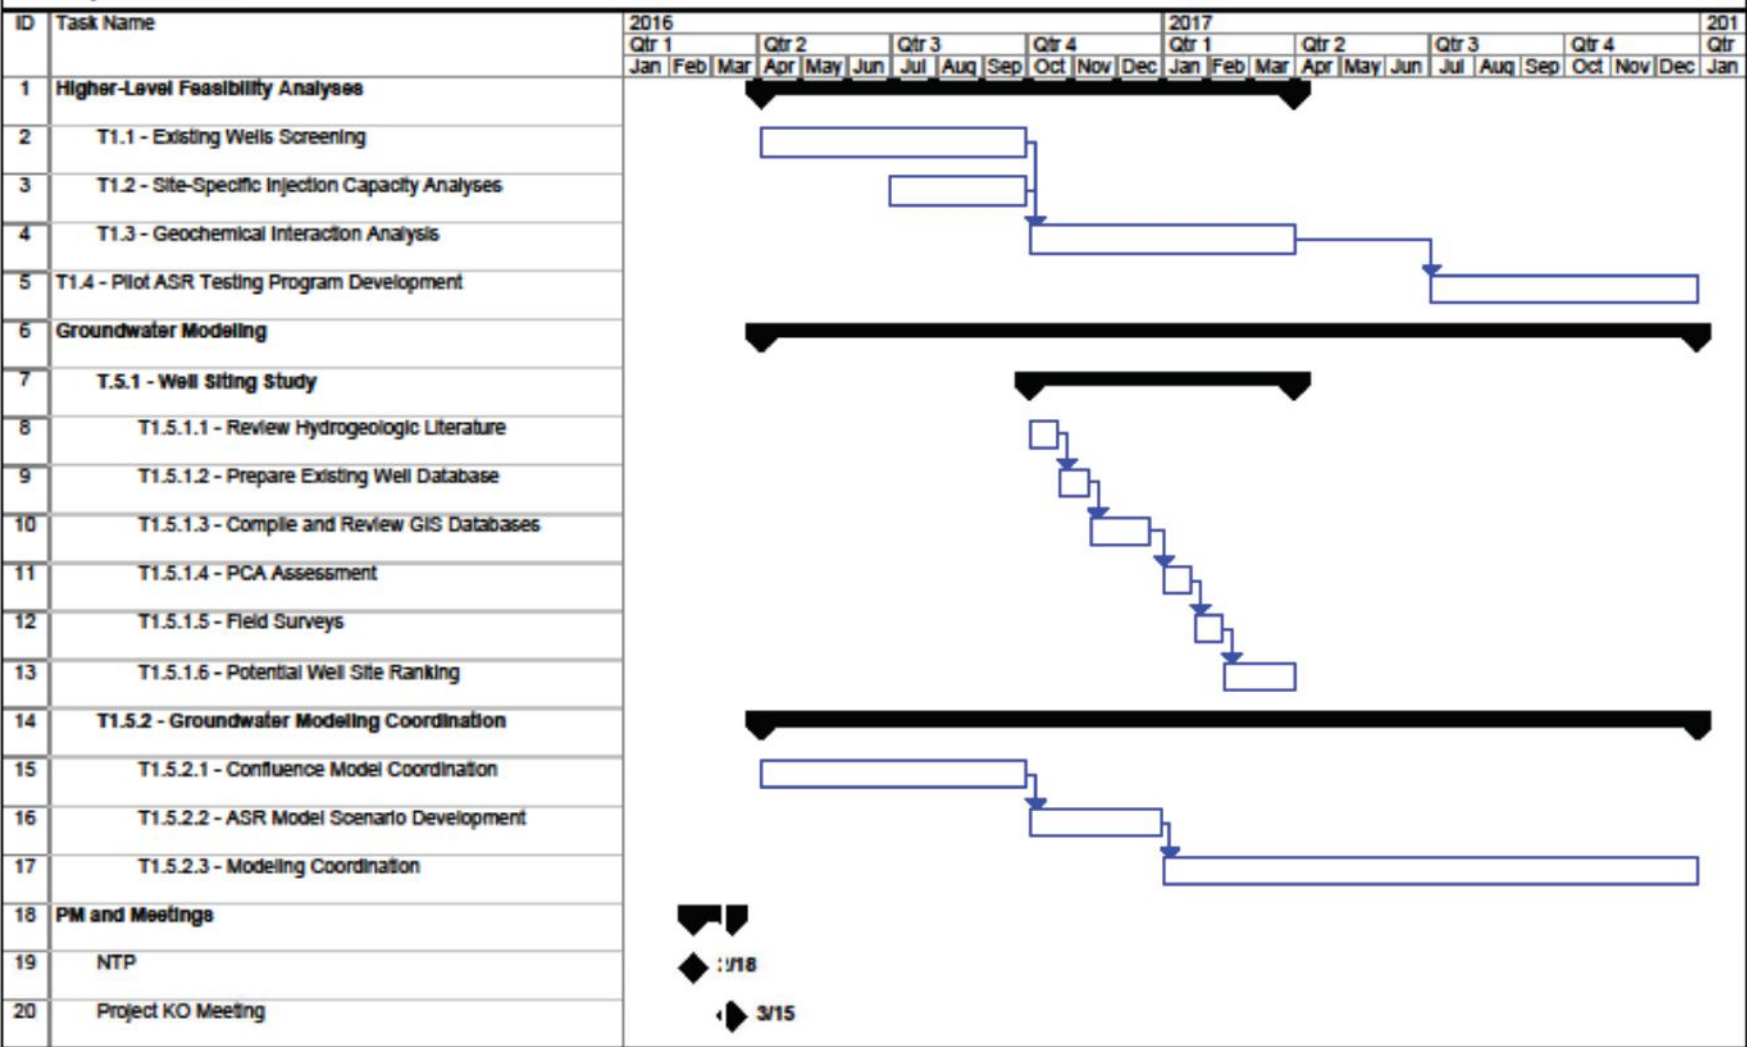 ID Task Name 2016 2017 201
Qtr 1 Qtr 2 Qtr 3 Qtr 4 Qtr 1 Qtr 2 Qtr 3 Qtr 4 Qtr
Jan Feb Mar Apr May Jun Jul Aug Sep Oct Nov Dec Jan Feb Mar Apr May Jun Jul Aug Sep Oct Nov Dec Jan
1 Higher-Level Feasibility Analyses
2 T1.1 - Existing Wells Screening
3 T1.2 - Site-Specific Injection Capacity Analyses
4 T1.3 - Geochemical Interaction Analysis
5 T1.4 - Pilot ASR Testing Program Development
6 Groundwater Modeling
7 T.5.1 - Well Siting Study
8 T1.5.1.1 - Review Hydrogeologic Literature
9 T1.5.1.2 - Prepare Existing Well Database
10 T1.5.1.3 - Compile and Review GIS Databases
11 T1.5.1.4 - PCA Assessment
12 T1.5.1.5 - Field Surveys
13 T1.5.1.6 - Potential Well Site Ranking
14 T1.5.2 - Groundwater Modeling Coordination
15 T1.5.2.1 - Confluence Model Coordination
16 T1.5.2.2 - ASR Model Scenario Development
17 T1.5.2.3 - Modeling Coordination
18 PM and Meetings
19 NTP 2/18
20 Project KO Meeting 3/15